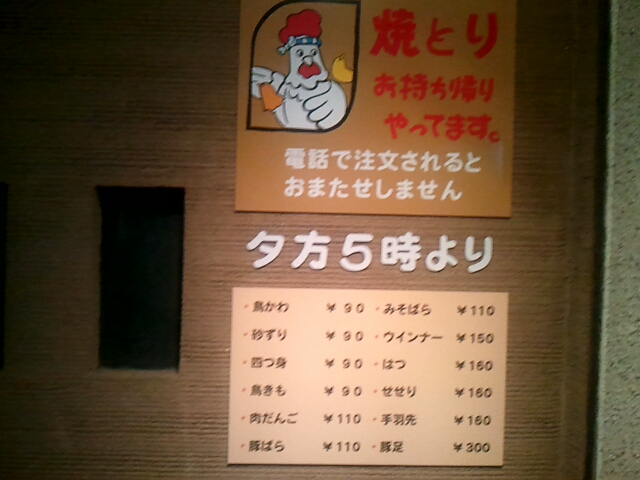 焼とり
お持ち帰り
やってます。
電話で注文されると
おまたせしません
夕方5時より
・鳥かわ ￥90 ・みそばら ￥110
・砂ずり ￥90 ・ウインナー ￥150
・四つ身 ￥90 ・はつ ￥160
・鳥きも ￥90 ・せせり ￥160
・肉だんご ￥110 ・手羽先 ￥160
・豚ばら ￥110 ・豚足 ￥300